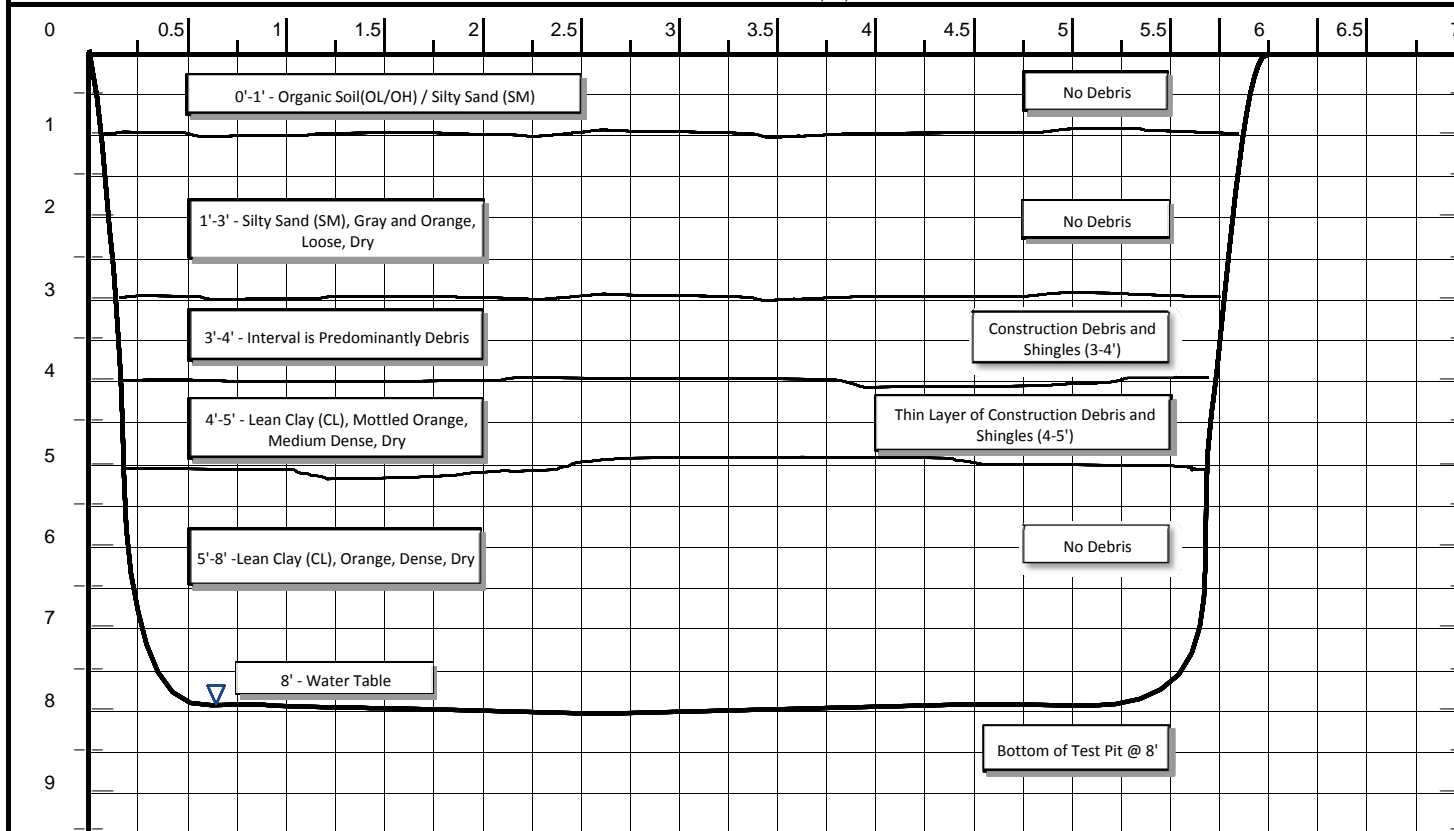 0 0.5 1 1.5 2 2.5 3 3.5 4 4.5 5 5.5 6 6.5
0'-1' - Organic Soil(OL/OH) / Silty Sand (SM)
No Debris
1
2
1'-3' - Silty Sand (SM), Gray and Orange,
Loose, Dry
No Debris
3
3'-4' - Interval is Predominantly Debris
Construction Debris and
Shingles (3-4')
4
4'-5' - Lean Clay (CL), Mottled Orange,
Medium Dense, Dry
Thin Layer of Construction Debris and
Shingles (4-5')
5
6
5'-8' -Lean Clay (CL), Orange, Dense, Dry
No Debris
7
8' - Water Table
8
Bottom of Test Pit @ 8'
9